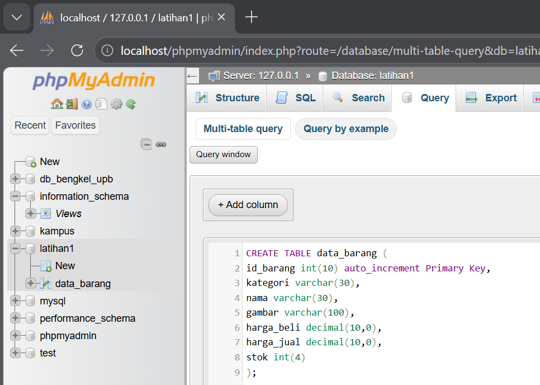 localhost / 127.0.0.1 / latihan1 | ph
localhost/phpmyadmin/index.php?route=/database/multi-table-query&db=latiha
phpMyAdmin
Recent Favorites
New
db_bengkel_upb
information_schema
Views
kampus
latihan1
New
data_barang
mysql
performance_schema
phpmyadmin
test
Server: 127.0.0.1 » Database: latihan1
Structure SQL Search Query Export
Multi-table query Query by example
Query window
+ Add column
1 CREATE TABLE data_barang (
2 id_barang int(10) auto_increment Primary Key,
3 kategori varchar(30),
4 nama varchar(30),
5 gambar varchar(100),
6 harga_beli decimal(10,0),
7 harga_jual decimal(10,0),
8 stok int(4)
9 );